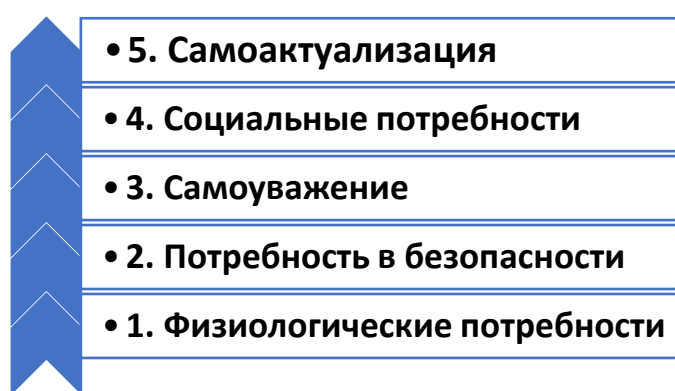 • 5. Самоактуализация
• 4. Социальные потребности
• 3. Самоуважение
• 2. Потребность в безопасности
• 1. Физиологические потребности